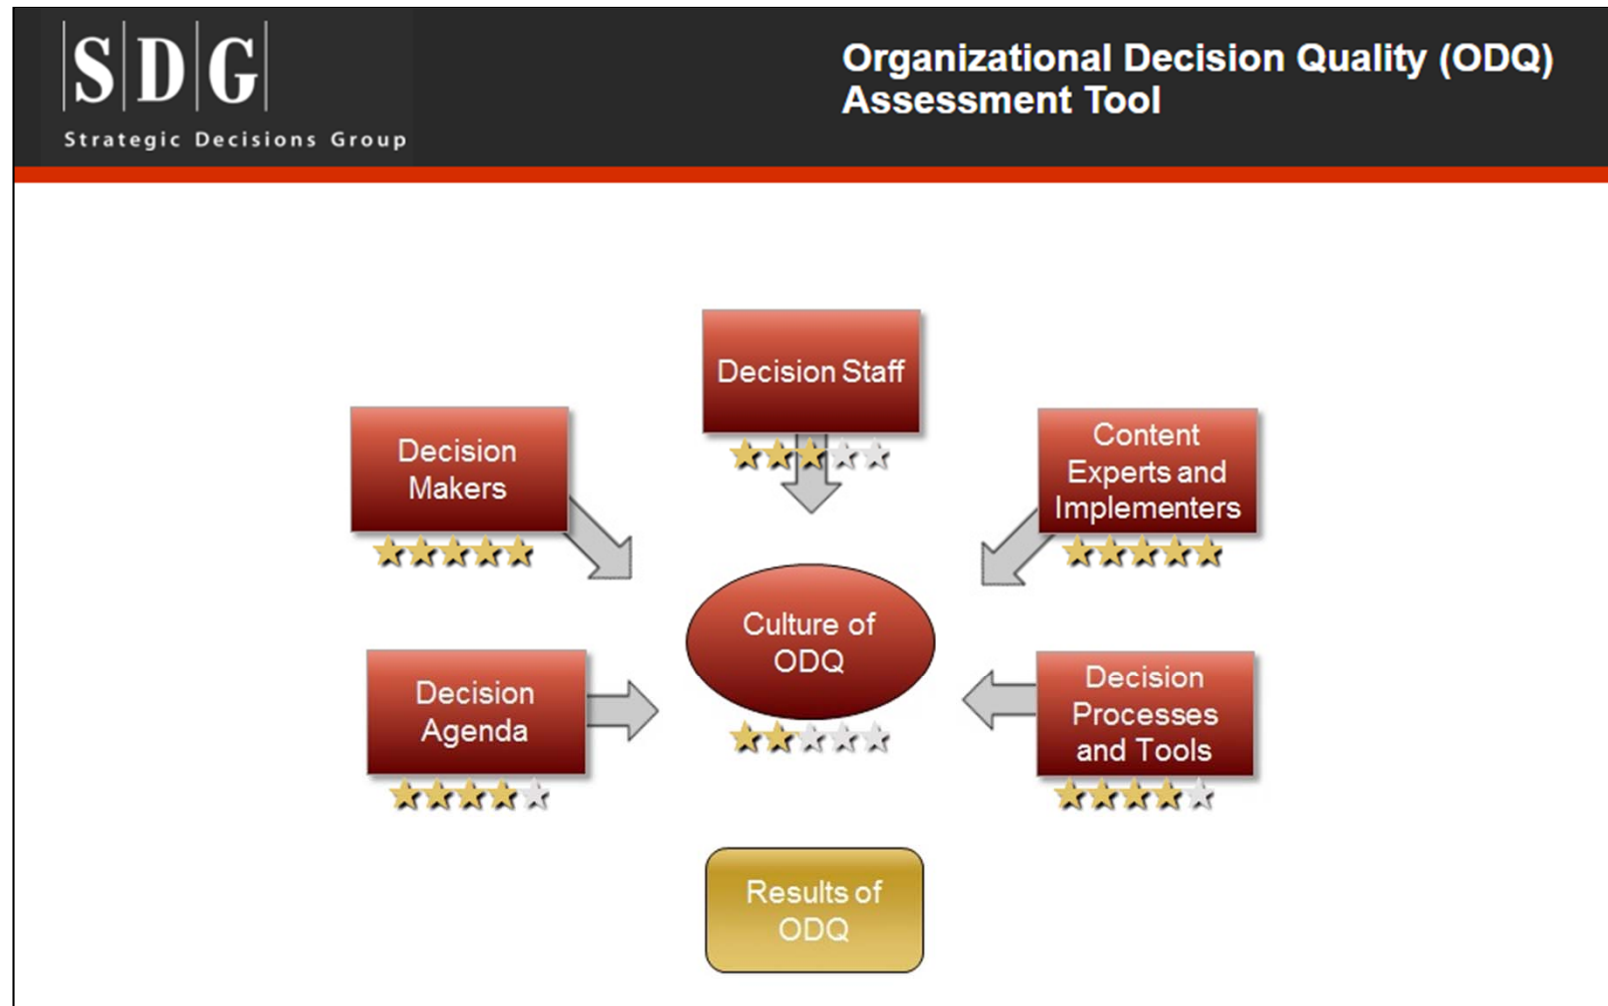 SDG
Strategic Decisions Group
Organizational Decision Quality (ODQ)
Assessment Tool
Decision Staff
Decision
Makers
Content
Experts and
Implementers
Culture of
ODQ
Decision
Agenda
Decision
Processes
and Tools
Results of
ODQ